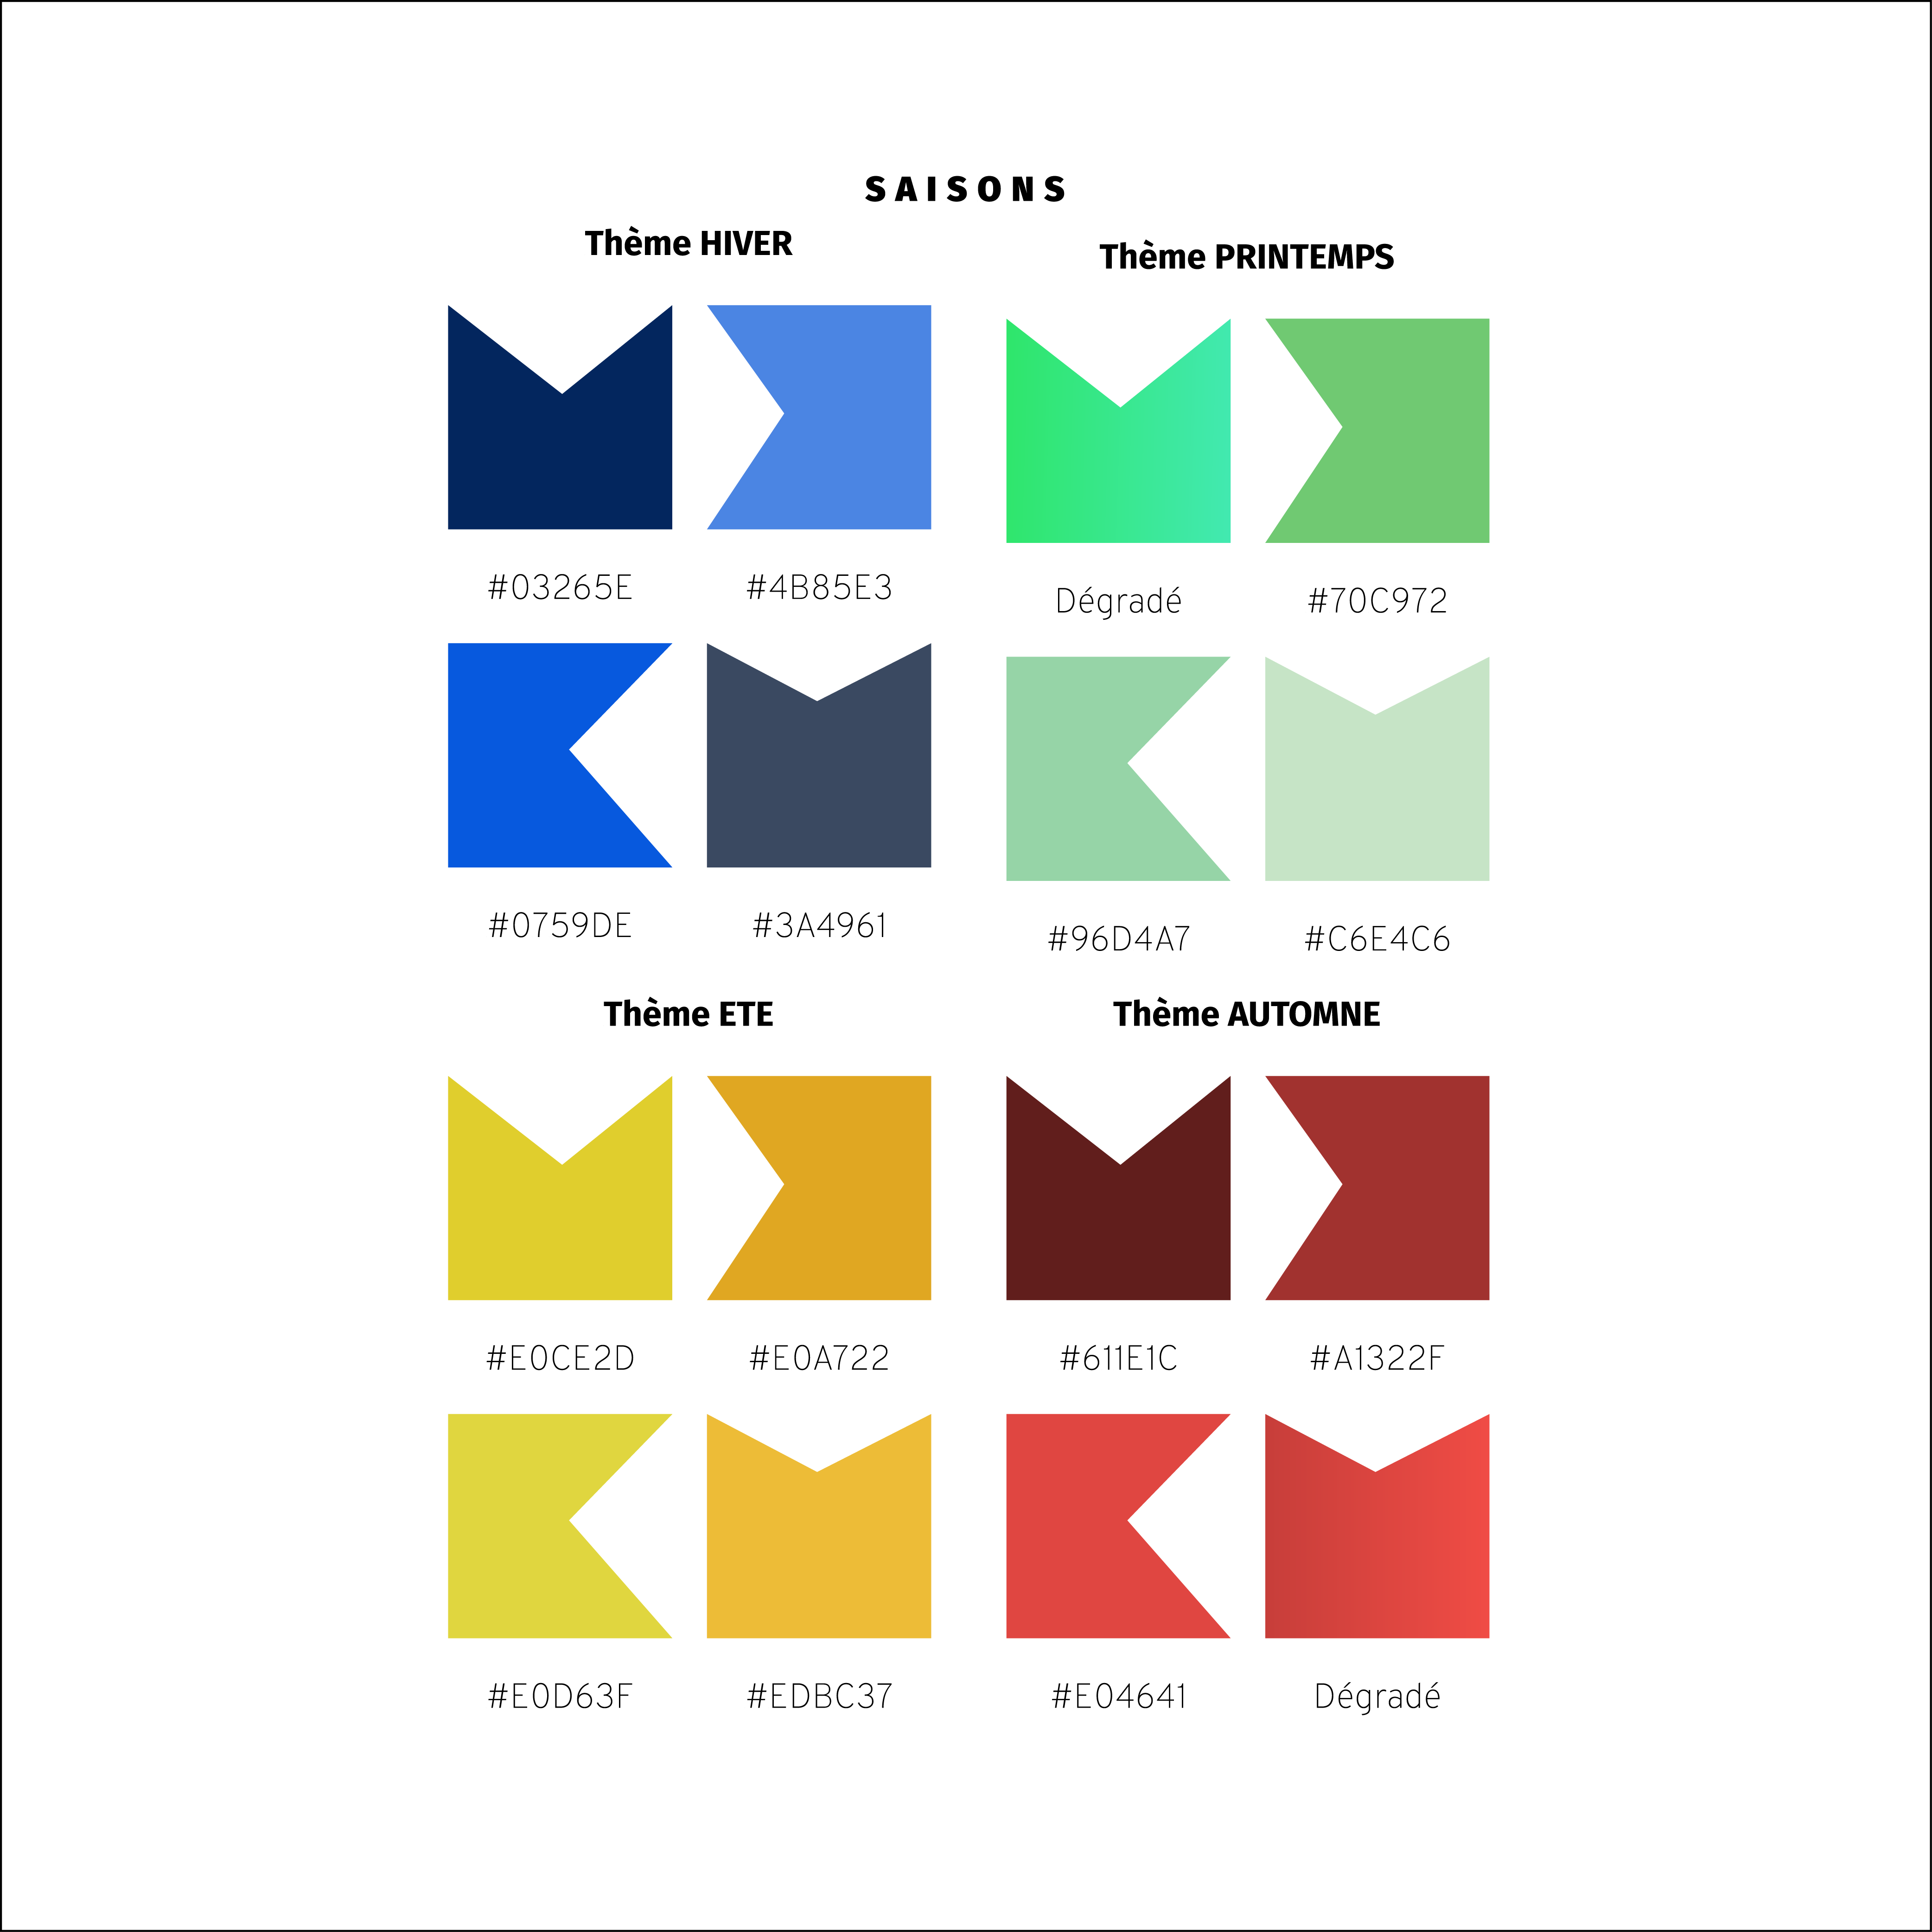 SAISONS
Thème HIVER
#03265E #4B85E3
#0759DE #3A4961
Thème PRINTEMPS
Dégradé #70C972
#96D4A7 #C6E4C6
Thème ETE
#E0CE2D #E0A722
#E0D63F #EDBC37
Thème AUTOMNE
#611E1C #A1322F
#E04641 Dégradé